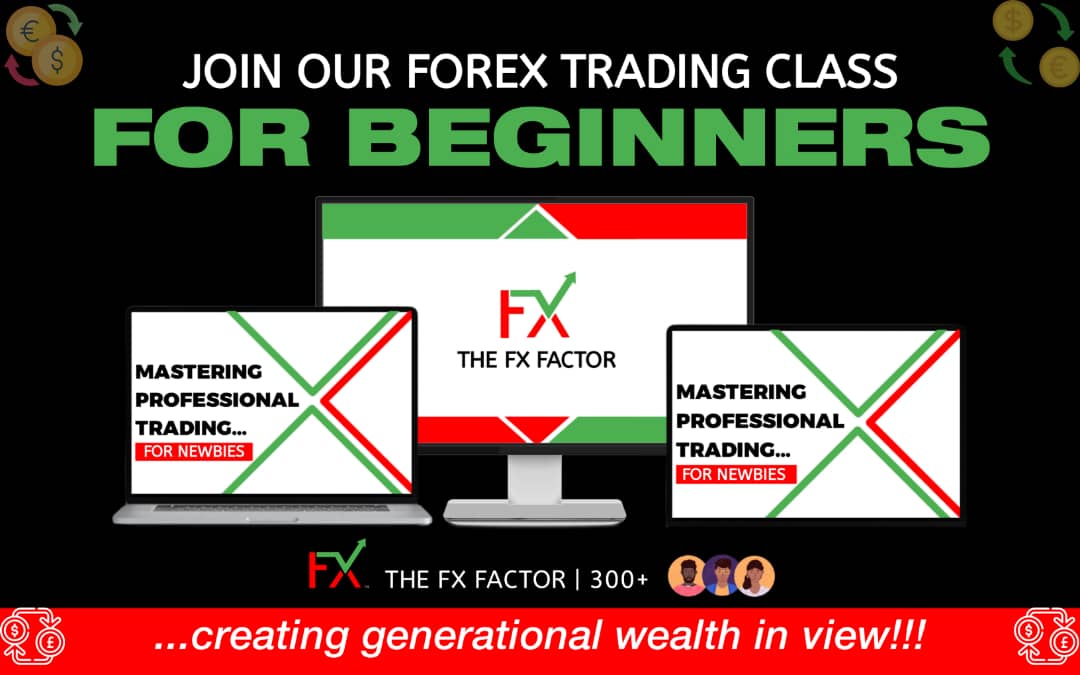 JOIN OUR FOREX TRADING CLASS
FOR BEGINNERS
FX
THE FX FACTOR
MASTERING
PROFESSIONAL
TRADING...
FOR NEWBIES
MASTERING
PROFESSIONAL
TRADING...
FOR NEWBIES
FX THE FX FACTOR | 300+
...creating generational wealth in view!!!